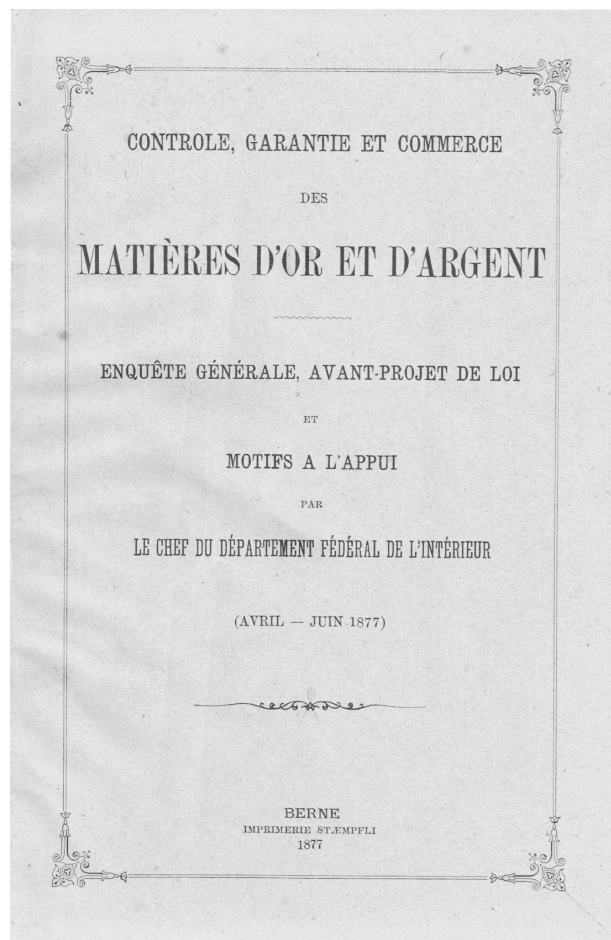 CONTROLE, GARANTIE ET COMMERCE
DES
MATIÈRES D'OR ET D'ARGENT
ENQUÊTE GÉNÉRALE, AVANT-PROJET DE LOI
ET
MOTIFS A L'APPUI
PAR
LE CHEF DU DÉPARTEMENT FÉDÉRAL DE L'INTÉRIEUR
(AVRIL — JUIN 1877)
BERNE
IMPRIMERIE STÆMPFLI
1877